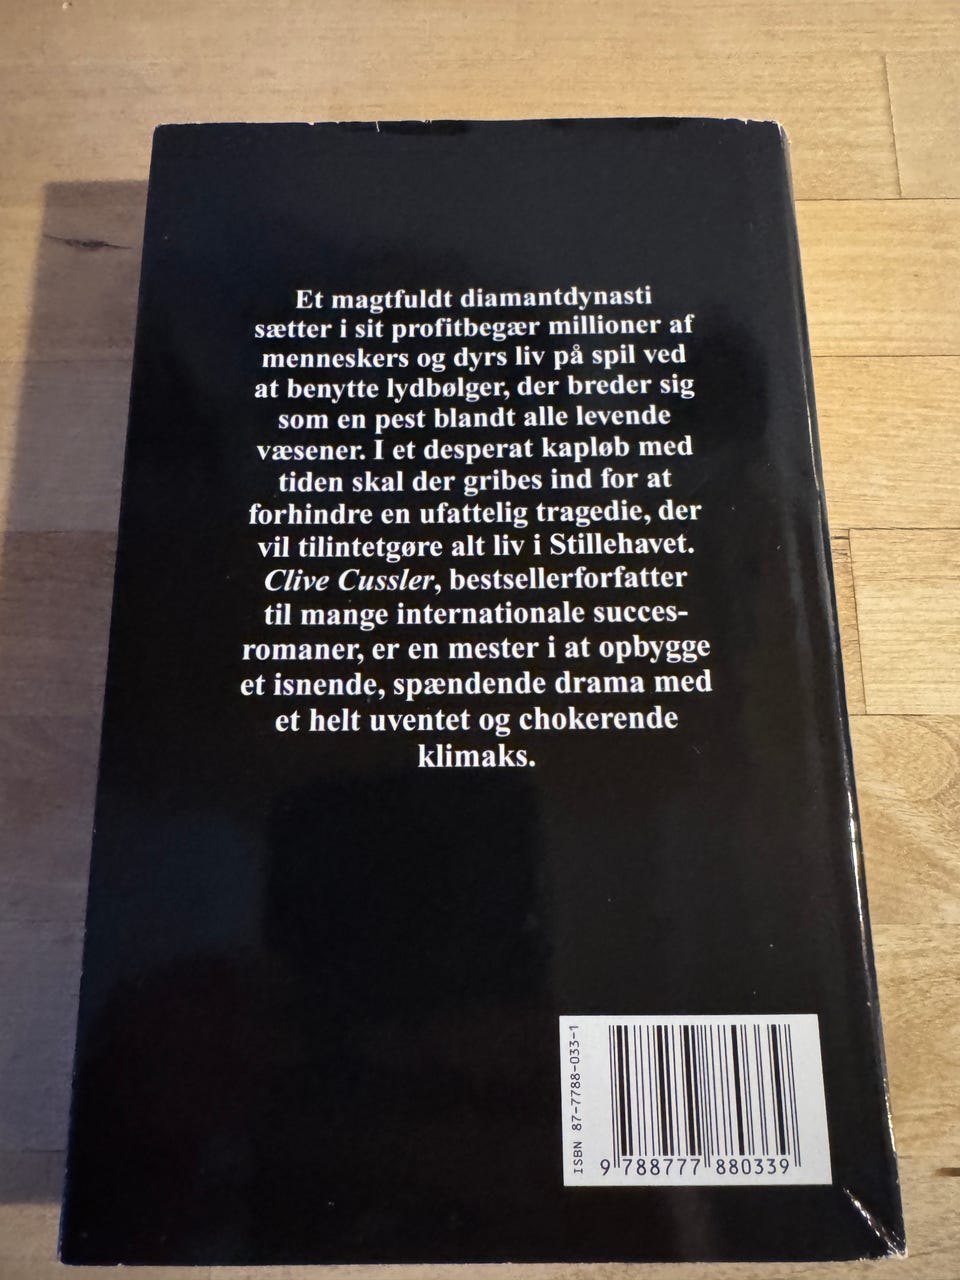 Et magtfuldt diamantdynasti
sætter i sit profitbegær millioner af
menneskers og dyrs liv på spil ved
at benytte lydbølger, der breder sig
som en pest blandt alle levende
væsener. I et desperat kapløb med
tiden skal der gribes ind for at
forhindre en ufattelig tragedie, der
vil tilintetgøre alt liv i Stillehavet.
Clive Cussler, bestsellerforfatter
til mange internationale succes-
romaner, er en mester i at opbygge
et isnende, spændende drama med
et helt uventet og chokerende
klimaks.
ISBN 87-7788-033-1
9 788777 880339